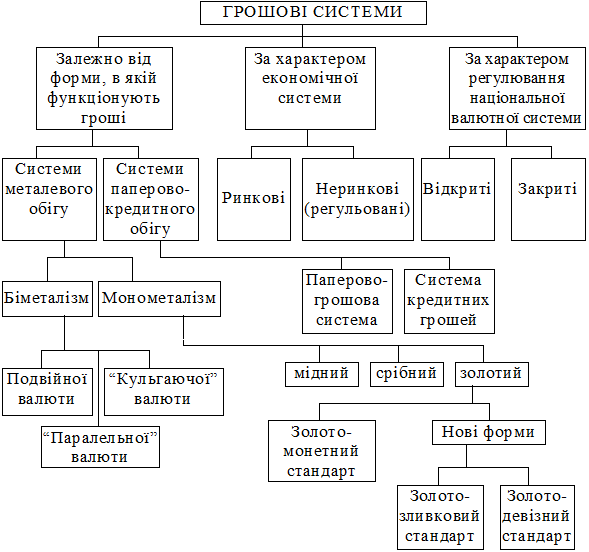 ГРОШОВІ СИСТЕМИ
Залежно від
форми, в якій
функціонують
гроші
За характером
економічної
системи
За характером
регулювання
національної
валютної системи
Системи
металевого
обігу
Системи
паперово-
кредитного
обігу
Ринкові
Неринкові
(регульовані)
Відкриті
Закриті
Біметалізм
Монометалізм
Паперово-
грошова
система
Система
кредитних
грошей
Подвійної
валюти
“Кульгаючої”
валюти
“Паралельної”
валюти
мідний
срібний
золотий
Золото-
монетний
стандарт
Нові форми
Золото-
зливковий
стандарт
Золото-
девізний
стандарт